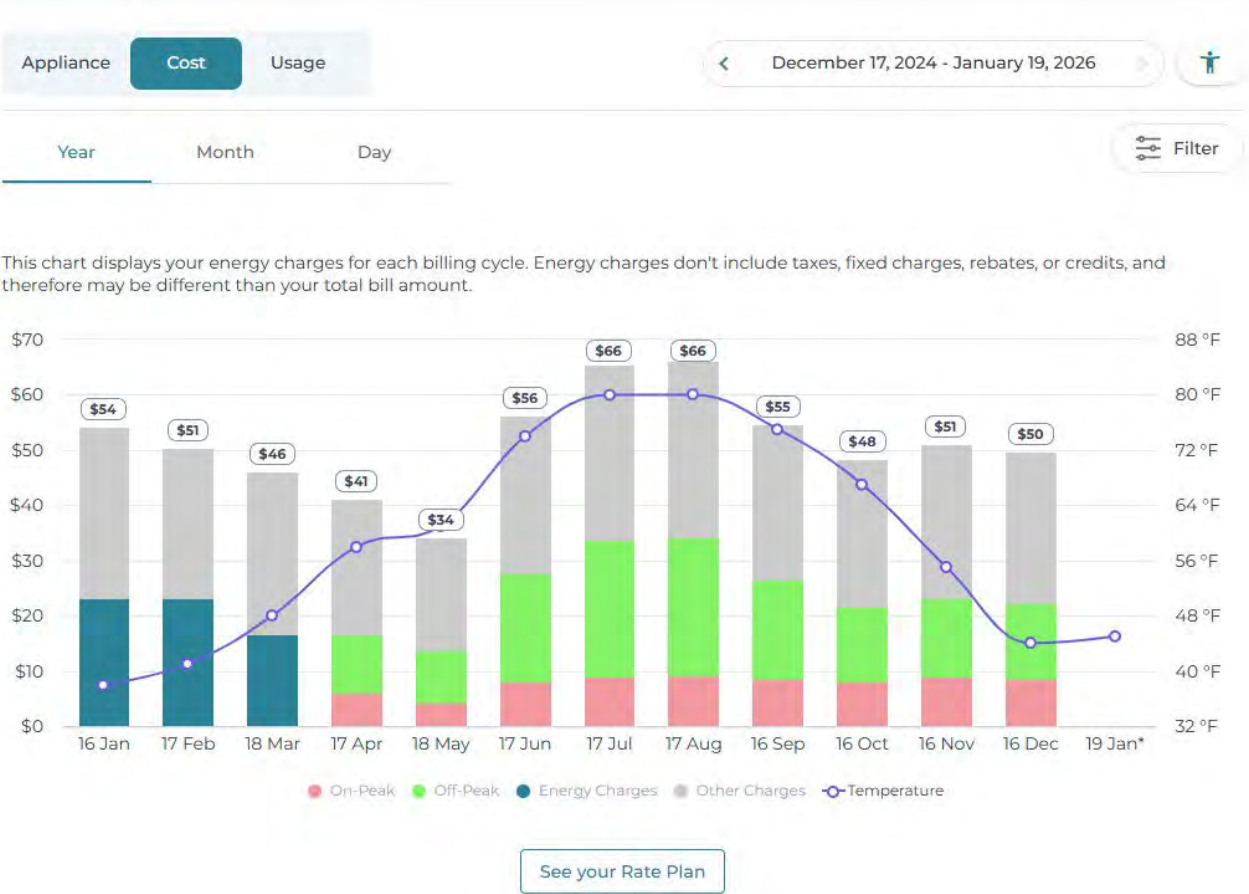 Appliance Cost Usage December 17, 2024 - January 19, 2026
Year Month Day Filter
This chart displays your energy charges for each billing cycle. Energy charges don't include taxes, fixed charges, rebates, or credits, and
therefore may be different than your total bill amount.
$70 88 °F
$66 $66
$60 80 °F
$56
$54 $55
$51 $51
$50 $48 $50 72 °F
$46
$41
$40 64 °F
$34
$30 56 °F
$20 48 °F
$10 40 °F
$0 32 °F
16 Jan 17 Feb 18 Mar 17 Apr 18 May 17 Jun 17 Jul 17 Aug 16 Sep 16 Oct 16 Nov 16 Dec 19 Jan*
On-Peak Off-Peak Energy Charges Other Charges Temperature
See your Rate Plan